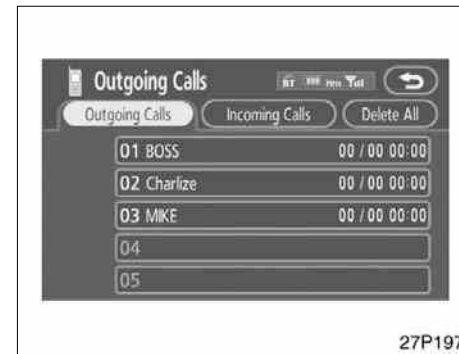 Outgoing Calls BT
Outgoing Calls Incoming Calls Delete All
01 BOSS 00 / 00 00:00
02 Charlize 00 / 00 00:00
03 MIKE 00 / 00 00:00
04
05
27P197